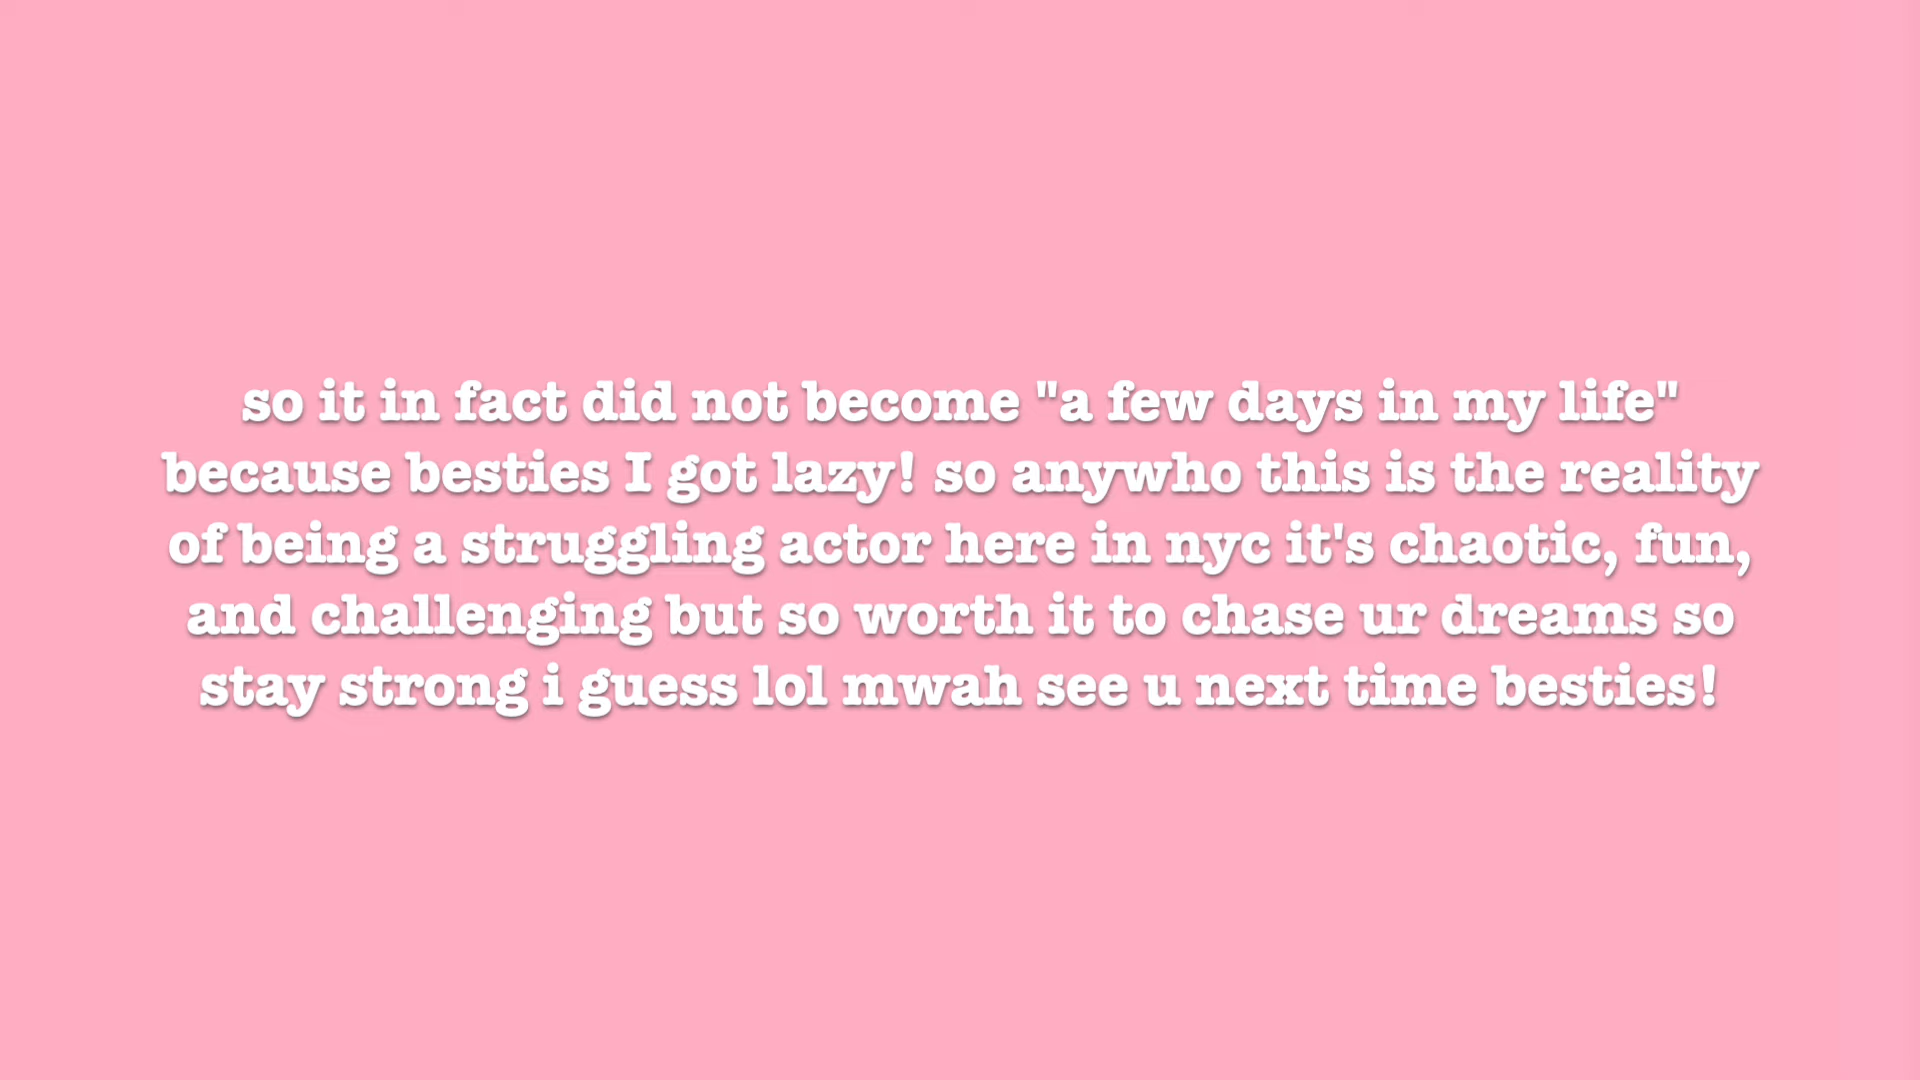 so it in fact did not become "a few days in my life"
because besties I got lazy! so anywho this is the reality
of being a struggling actor here in nyc it's chaotic, fun,
and challenging but so worth it to chase ur dreams so
stay strong i guess lol mwah see u next time besties!